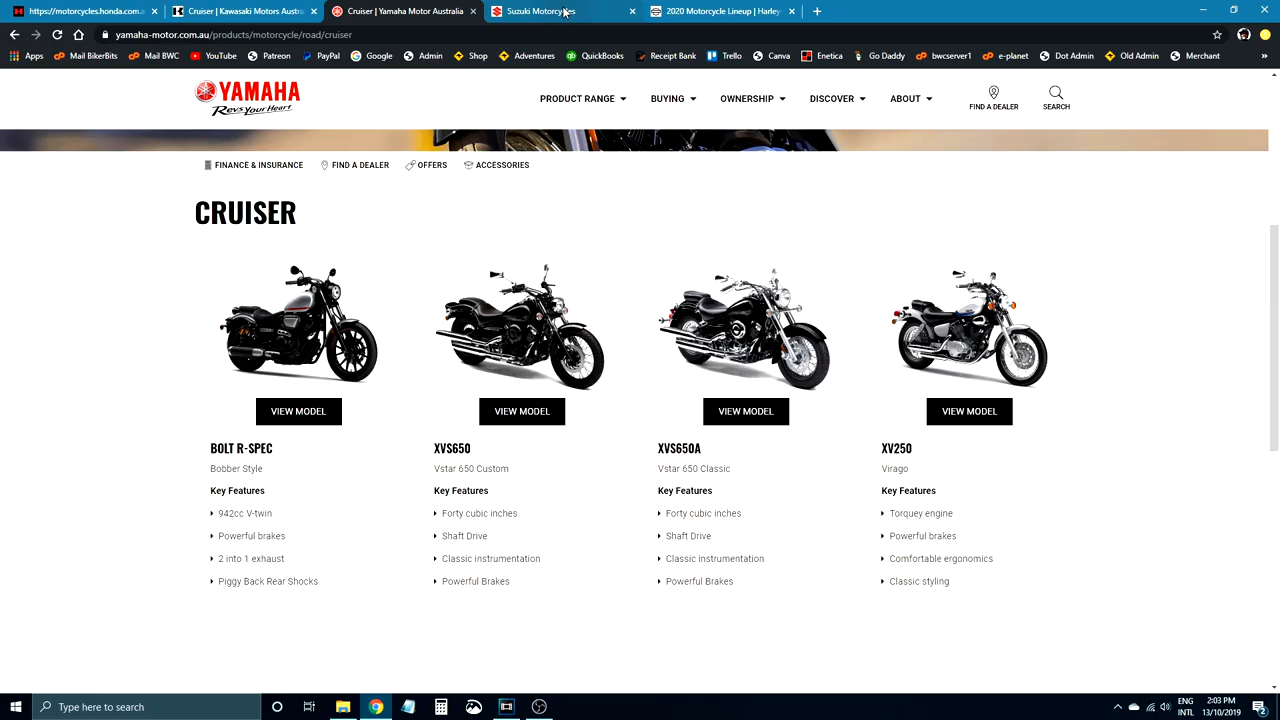 https://motorcycles.honda.com.
Cruiser | Kawasaki Motors Austra
Cruiser | Yamaha Motor Australia
Suzuki Motorcycles
2020 Motorcycle Lineup | Harley
yamaha-motor.com.au/products/motorcycle/road/cruiser
Apps
Mail BikerBits
Mail BWC
YouTube
Patreon
PayPal
Google
Admin
Shop
Adventures
QuickBooks
Receipt Bank
Trello
Canva
Enetica
Go Daddy
bwcserver1
e-planet
Dot Admin
Old Admin
Merchant
YAMAHA
Revs Your Heart
PRODUCT RANGE
BUYING
OWNERSHIP
DISCOVER
ABOUT
FIND A DEALER
SEARCH
FINANCE & INSURANCE
FIND A DEALER
OFFERS
ACCESSORIES
CRUISER
VIEW MODEL
BOLT R-SPEC
Bobber Style
Key Features
942cc V-twin
Powerful brakes
2 into 1 exhaust
Piggy Back Rear Shocks
VIEW MODEL
XVS650
Vstar 650 Custom
Key Features
Forty cubic inches
Shaft Drive
Classic instrumentation
Powerful Brakes
VIEW MODEL
XVS650A
Vstar 650 Classic
Key Features
Forty cubic inches
Shaft Drive
Classic instrumentation
Powerful Brakes
VIEW MODEL
XV250
Virago
Key Features
Torquey engine
Powerful brakes
Comfortable ergonomics
Classic styling
Type here to search
ENG
INTL
2:03 PM
13/10/2019
2